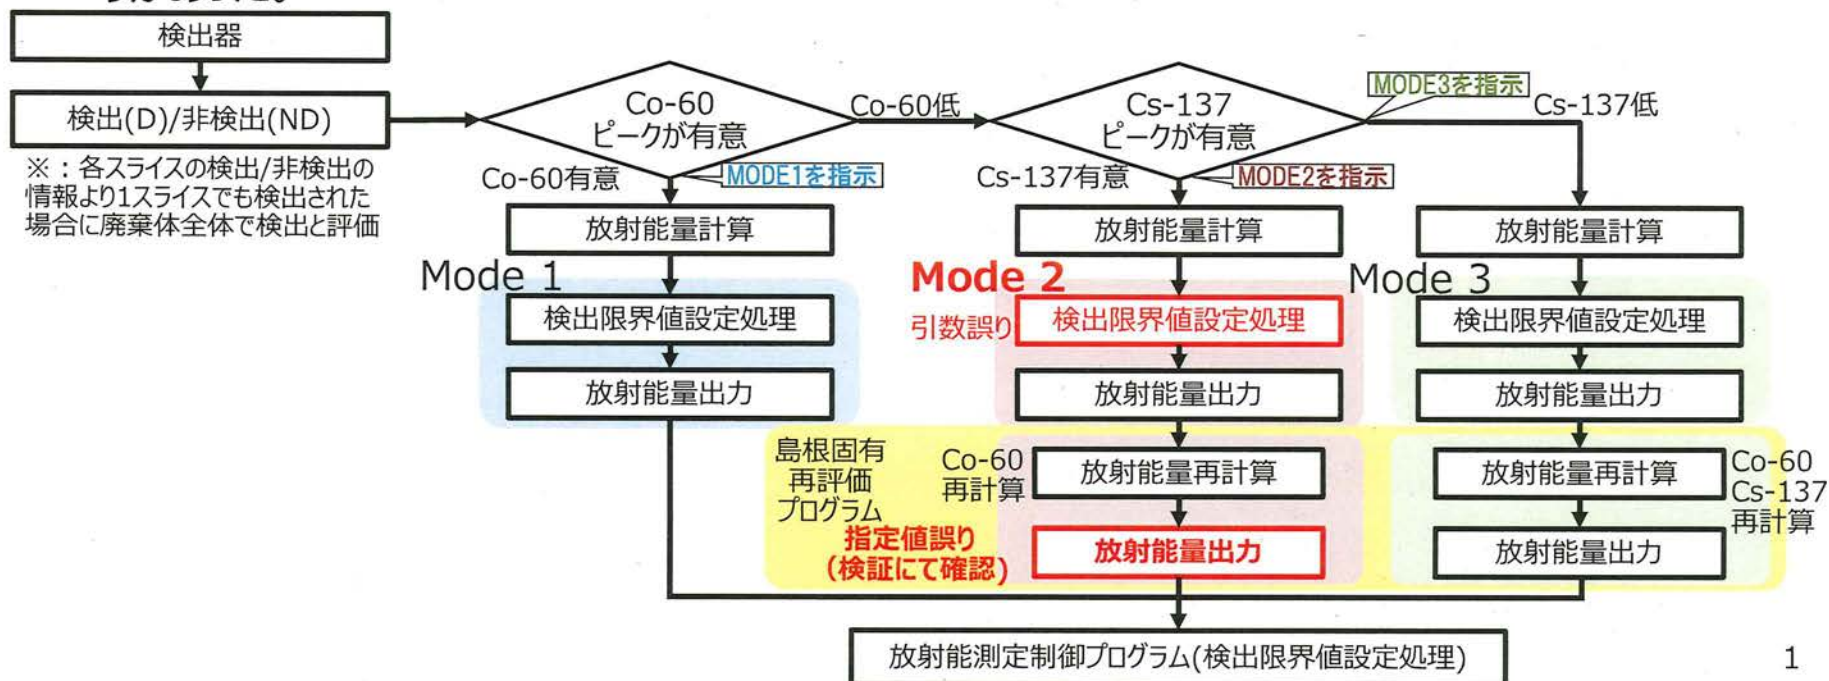 検出器
検出(D)/非検出(ND)
※：各スライスの検出/非検出の
情報より1スライスでも検出された
場合に廃棄体全体で検出と評価
Co-60
ピークが有意
Co-60低
Co-60有意
MODE1を指示
Cs-137
ピークが有意
MODE3を指示
Cs-137低
Cs-137有意
MODE2を指示
放射能量計算
放射能量計算
放射能量計算
Mode 1
Mode 2
Mode 3
検出限界値設定処理
引数誤り
検出限界値設定処理
検出限界値設定処理
放射能量出力
放射能量出力
放射能量出力
島根固有
再評価
プログラム
Co-60
再計算
放射能量再計算
放射能量再計算
Co-60
Cs-137
再計算
指定値誤り
（検証にて確認）
放射能量出力
放射能量出力
放射能測定制御プログラム(検出限界値設定処理)
1